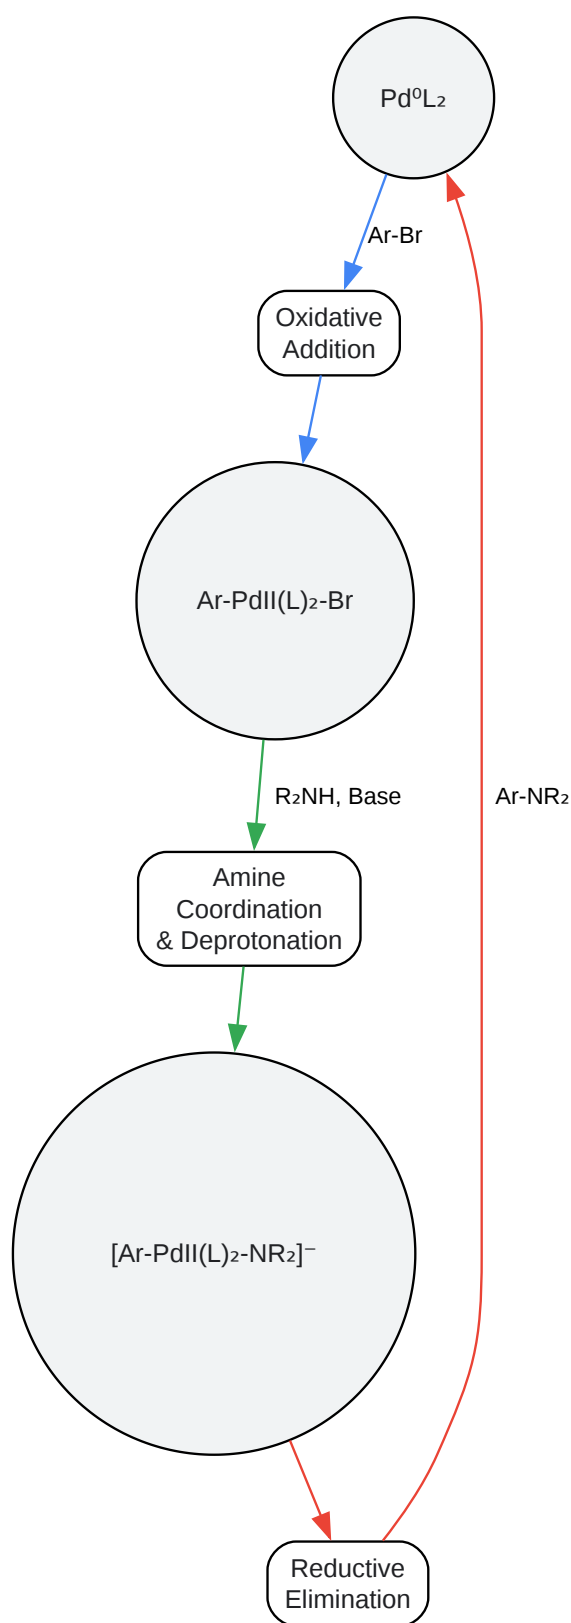 Pd⁰L₂
Ar-Br
Oxidative
Addition
Ar-PdII(L)₂-Br
R₂NH, Base
Ar-NR₂
Amine
Coordination
& Deprotonation
[Ar-PdII(L)₂-NR₂]⁻
Reductive
Elimination